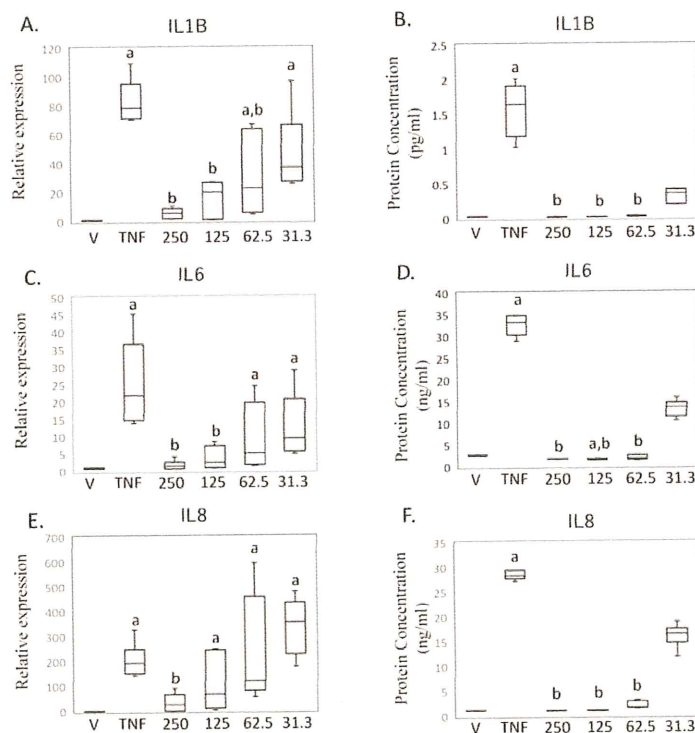 A.
IL1B
Relative expression
120
100
80
60
40
20
0
a
b
b
a,b
a
V TNF 250 125 62.5 31.3
B.
IL1B
Protein Concentration
(pg/ml)
2.5
2
1.5
1
0.5
0
a
b
b
b
V TNF 250 125 62.5 31.3
C.
IL6
Relative expression
50
45
40
35
30
25
20
15
10
5
0
a
b
b
a
a
V TNF 250 125 62.5 31.3
D.
IL6
Protein Concentration
(ng/ml)
40
35
30
25
20
15
10
5
0
a
b
a,b
b
V TNF 250 125 62.5 31.3
E.
IL8
Relative expression
700
600
500
400
300
200
100
0
a
b
a
a
a
V TNF 250 125 62.5 31.3
F.
IL8
Protein Concentration
(ng/ml)
35
30
25
20
15
10
5
0
a
b
b
b
V TNF 250 125 62.5 31.3